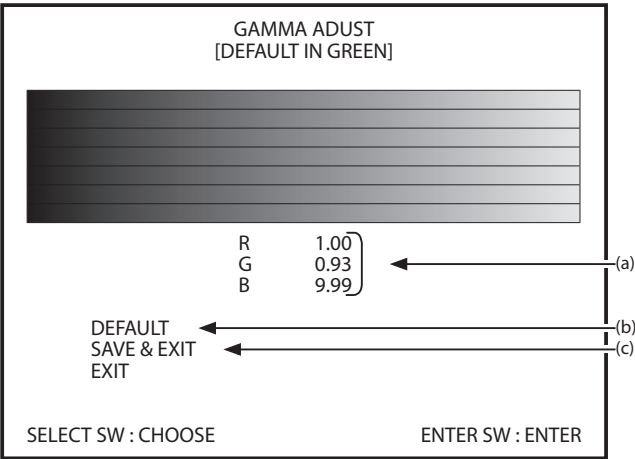 GAMMA ADUST
[DEFAULT IN GREEN]
R 1.00
G 0.93
B 9.99
(a)
DEFAULT
(b)
SAVE & EXIT
(c)
EXIT
SELECT SW : CHOOSE
ENTER SW : ENTER